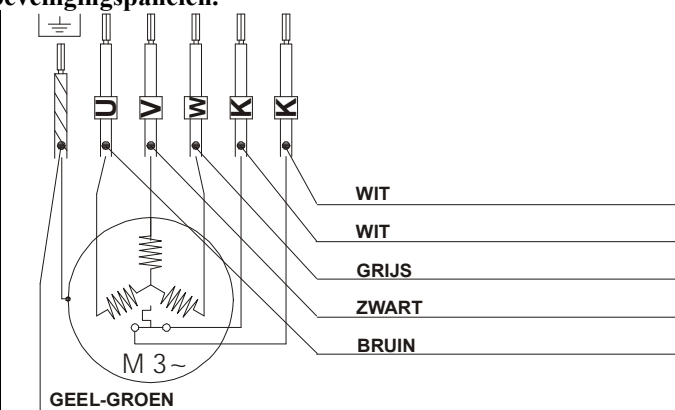 beveiligingspanelen.
U V W K K
WIT
WIT
GRIJS
ZWART
BRUIN
M 3~
GEEL-GROEN